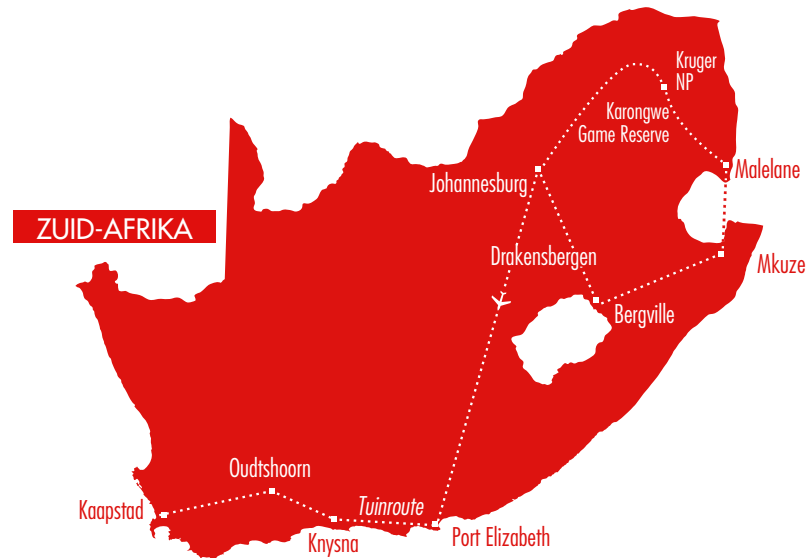 Kruger
NP
Karongwe
Game Reserve
Malelane
Johannesburg
ZUID-AFRIKA
Drakensbergen
Mkuze
Bergville
Oudtshoorn
Tuinroute
Kaapstad
Knysna
Port Elizabeth